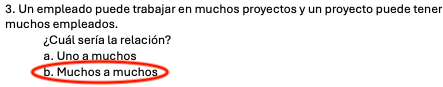 3. Un empleado puede trabajar en muchos proyectos y un proyecto puede tener
muchos empleados.
¿Cuál sería la relación?
a. Uno a muchos
b. Muchos a muchos